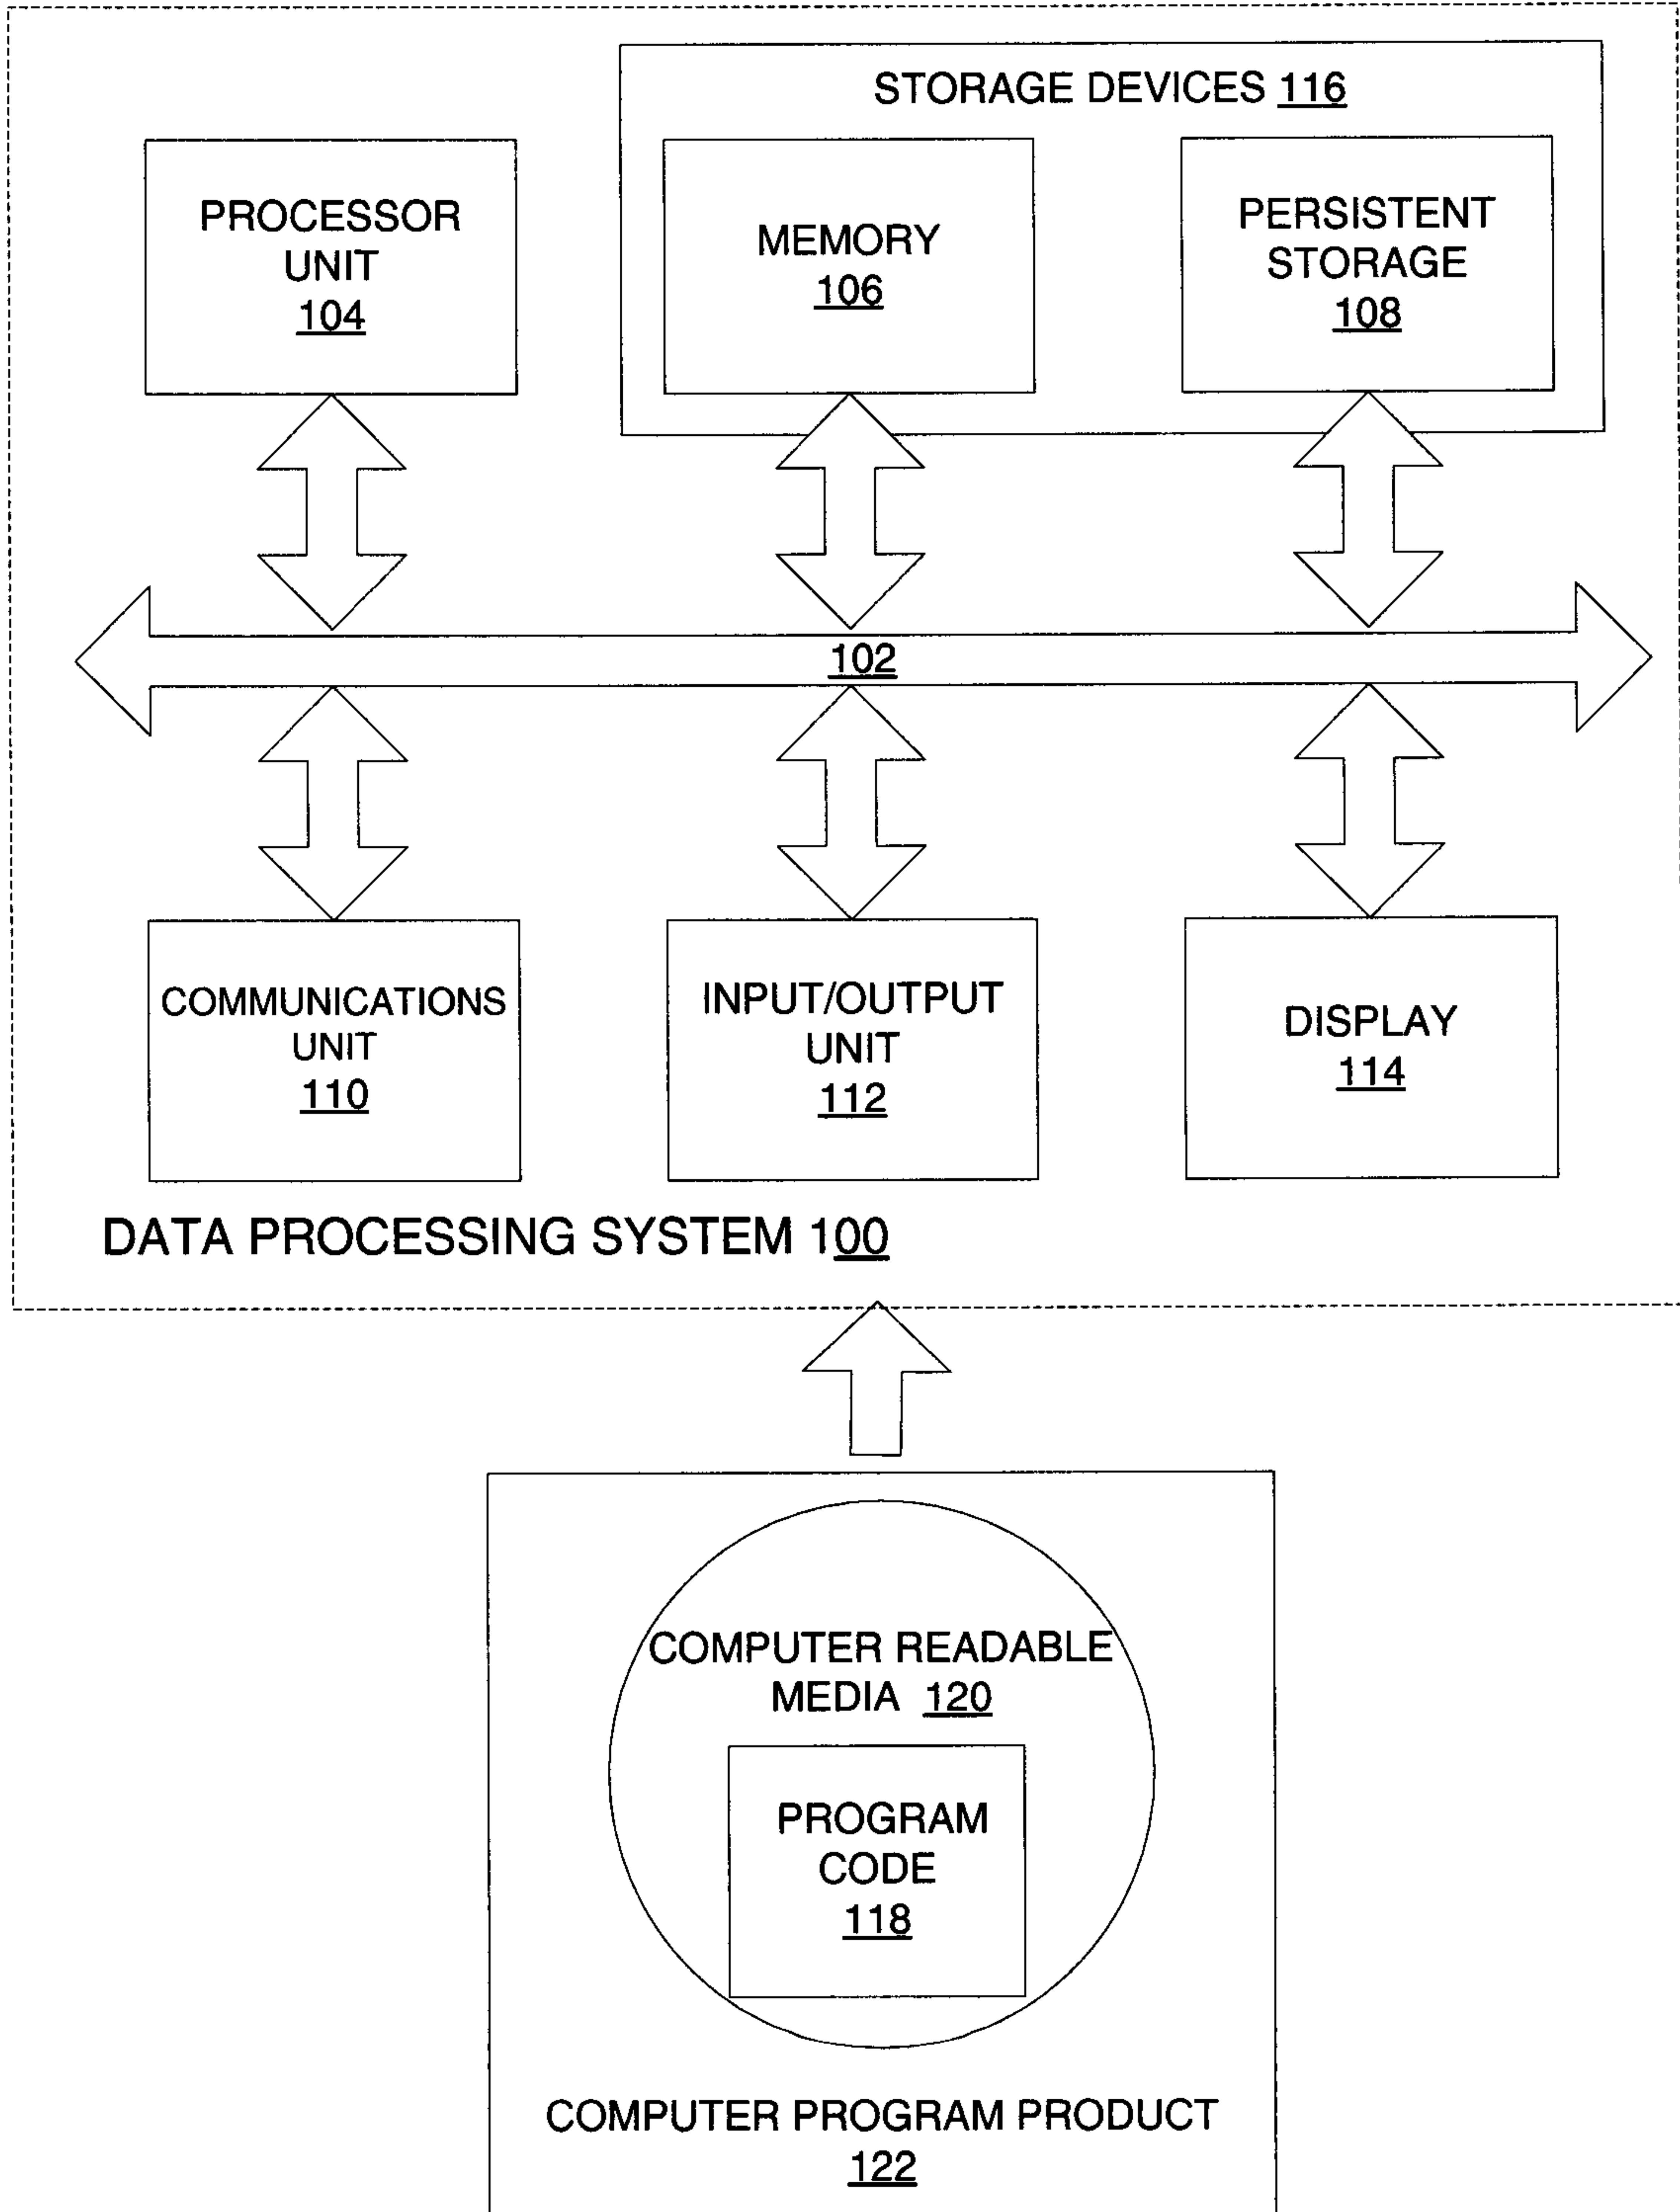 STORAGE DEVICES 116
PROCESSOR
UNIT
104
MEMORY
106
PERSISTENT
STORAGE
108
102
COMMUNICATIONS
UNIT
110
INPUT/OUTPUT
UNIT
112
DISPLAY
114
DATA PROCESSING SYSTEM 100
COMPUTER READABLE
MEDIA 120
PROGRAM
CODE
118
COMPUTER PROGRAM PRODUCT
122